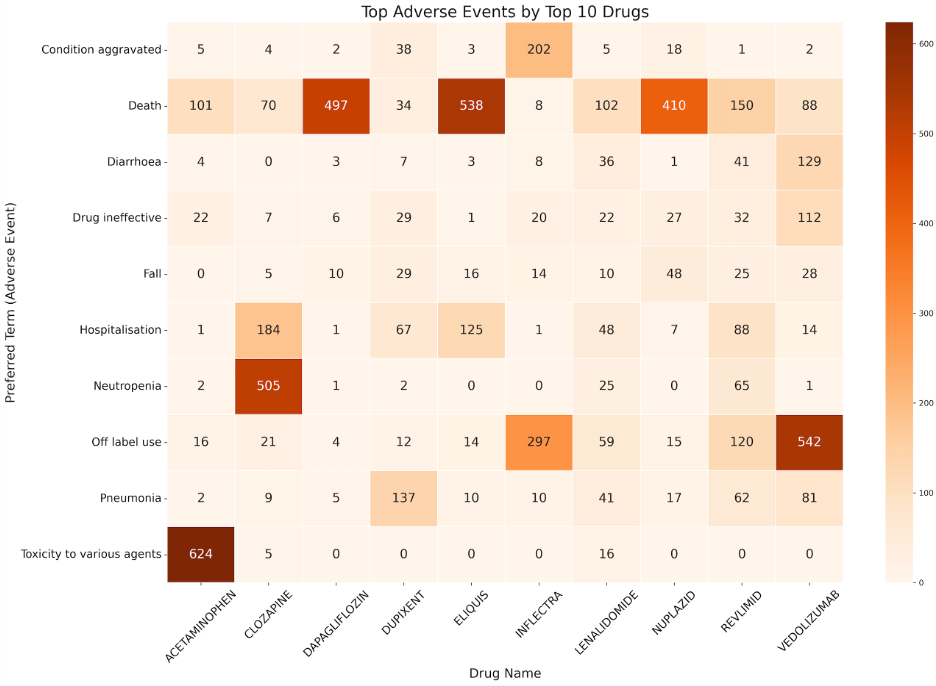 Top Adverse Events by Top 10 Drugs
Preferred Term (Adverse Event)
Condition aggravated 5 4 2 38 3 202 5 18 1 2
Death 101 70 497 34 538 8 102 410 150 88
Diarrhoea 4 0 3 7 3 8 36 1 41 129
Drug ineffective 22 7 6 29 1 20 22 27 32 112
Fall 0 5 10 29 16 14 10 48 25 28
Hospitalisation 1 184 1 67 125 1 48 7 88 14
Neutropenia 2 505 1 2 0 0 25 0 65 1
Off label use 16 21 4 12 14 297 59 15 120 542
Pneumonia 2 9 5 137 10 10 41 17 62 81
Toxicity to various agents 624 5 0 0 0 0 16 0 0 0
ACETAMINOPHEN CLOZAPINE DAPAGLIFLOZIN DUPIXENT ELIQUIS INFLECTRA LENALIDOMIDE NUPLAZID REVLIMID VEDOLIZUMAB
Drug Name
600
500
400
300
200
100
0